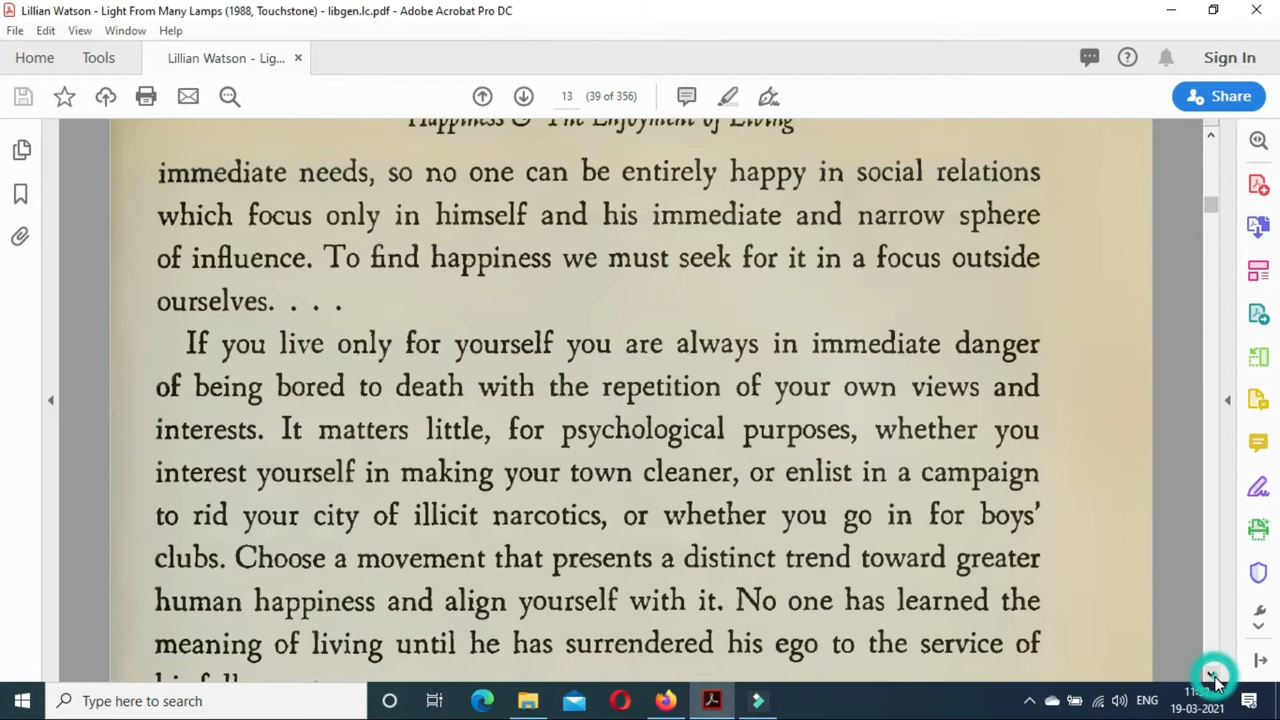 Lillian Watson - Light From Many Lamps (1988, Touchstone) - libgen.lc.pdf - Adobe Acrobat Pro DC
File Edit View Window Help
Home Tools Lillian Watson - Lig... × Sign In
13 (39 of 356) Share
Happiness & The Enjoyment of Living
immediate needs, so no one can be entirely happy in social relations
which focus only in himself and his immediate and narrow sphere
of influence. To find happiness we must seek for it in a focus outside
ourselves. . . .
If you live only for yourself you are always in immediate danger
of being bored to death with the repetition of your own views and
interests. It matters little, for psychological purposes, whether you
interest yourself in making your town cleaner, or enlist in a campaign
to rid your city of illicit narcotics, or whether you go in for boys'
clubs. Choose a movement that presents a distinct trend toward greater
human happiness and align yourself with it. No one has learned the
meaning of living until he has surrendered his ego to the service of
Type here to search ENG
19-03-2021